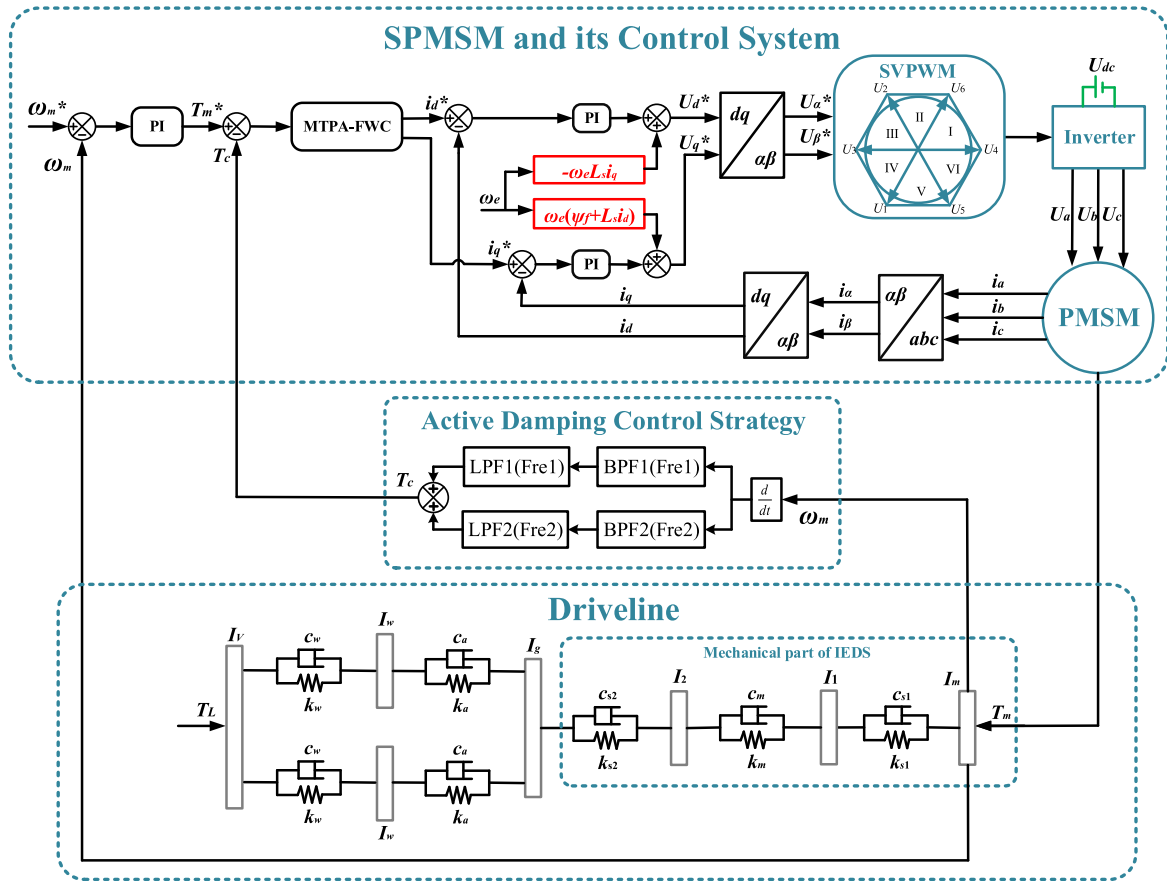 SPMSM and its Control System
ωm*
PI
Tm*
Tc
ωm
MTPA-FWC
id*
iq*
PI
PI
-ωeLsiq
ωe
ωe(ψf+Lsid)
Ud*
Uq*
dq
αβ
Uα*
Uβ*
SVPWM
U2
U6
U3
U4
U1
U5
II
III
I
IV
VI
V
Udc
Inverter
Ua
Ub
Uc
PMSM
ia
ib
ic
αβ
abc
iα
iβ
dq
αβ
iq
id
Active Damping Control Strategy
LPF1(Fre1)
BPF1(Fre1)
Tc
d
dt
ωm
LPF2(Fre2)
BPF2(Fre2)
Driveline
Mechanical part of IEDS
IV
cw
kw
Iw
ca
ka
Ig
TL
cs2
ks2
I2
cm
km
I1
cs1
ks1
Im
Tm
cw
kw
Iw
ca
ka